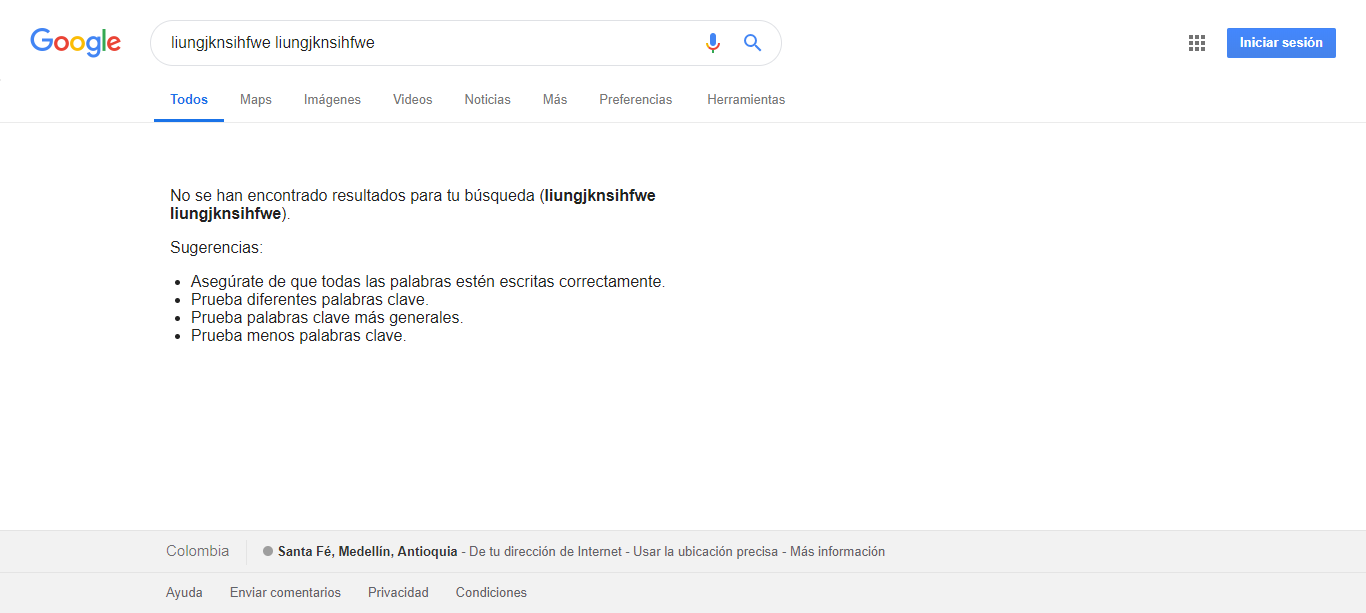 Google
liungjknsihfwe liungjknsihfwe
Iniciar sesión
Todos Maps Imágenes Videos Noticias Más Preferencias Herramientas
No se han encontrado resultados para tu búsqueda (liungjknsihfwe
liungjknsihfwe).
Sugerencias:
Asegúrate de que todas las palabras estén escritas correctamente.
Prueba diferentes palabras clave.
Prueba palabras clave más generales.
Prueba menos palabras clave.
Colombia
Santa Fé, Medellín, Antioquia - De tu dirección de Internet - Usar la ubicación precisa - Más información
Ayuda Enviar comentarios Privacidad Condiciones